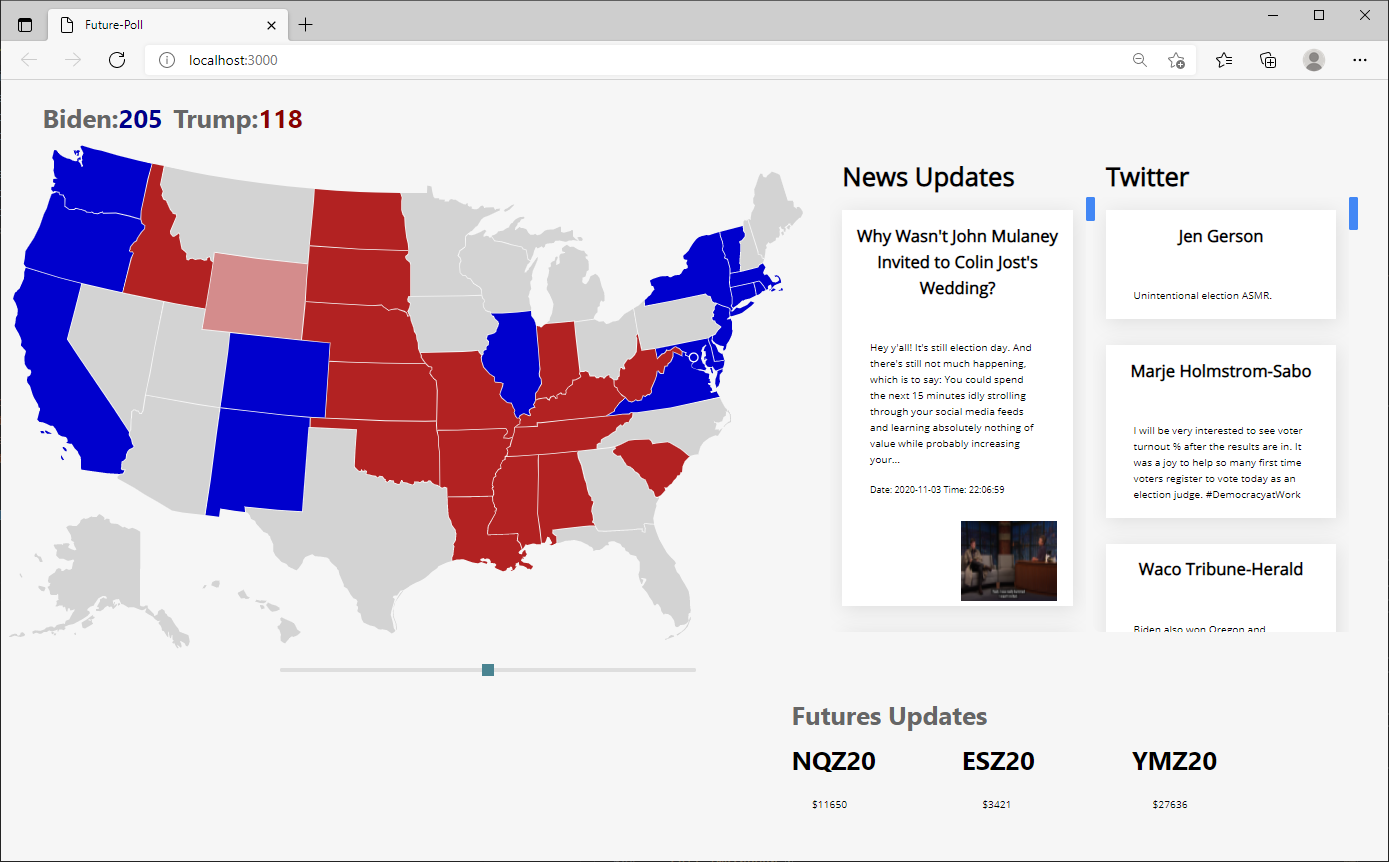 Future-Poll
localhost:3000
Biden:205 Trump:118
News Updates
Why Wasn't John Mulaney
Invited to Colin Jost's
Wedding?
Hey y'all! It's still election day. And
there's still not much happening,
which is to say: You could spend
the next 15 minutes idly strolling
through your social media feeds
and learning absolutely nothing of
value while probably increasing
your...
Date: 2020-11-03 Time: 22:06:59
Twitter
Jen Gerson
Unintentional election ASMR.
Marje Holmstrom-Sabo
I will be very interested to see voter
turnout % after the results are in. It
was a joy to help so many first time
voters register to vote today as an
election judge. #DemocracyatWork
Waco Tribune-Herald
Biden also won Oregon and
Futures Updates
NQZ20 ESZ20 YMZ20
$11650 $3421 $27636